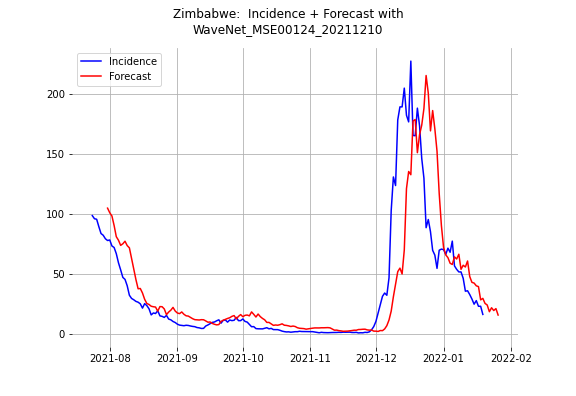 Zimbabwe:  Incidence + Forecast with
WaveNet_MSE00124_20211210
Incidence
Forecast
200
150
100
50
0
2021-08 2021-09 2021-10 2021-11 2021-12 2022-01 2022-02